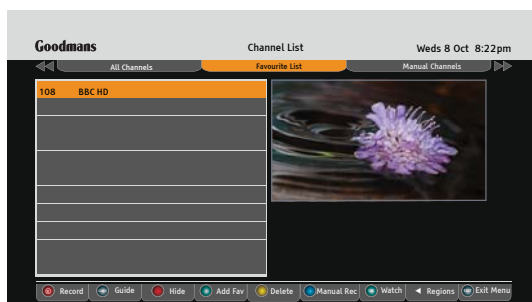 Goodmans Channel List Weds 8 Oct 8:22pm
All Channels Favourite List Manual Channels
108 BBC HD
Record Guide Hide Add Fav Delete Manual Rec Watch Regions Exit Menu